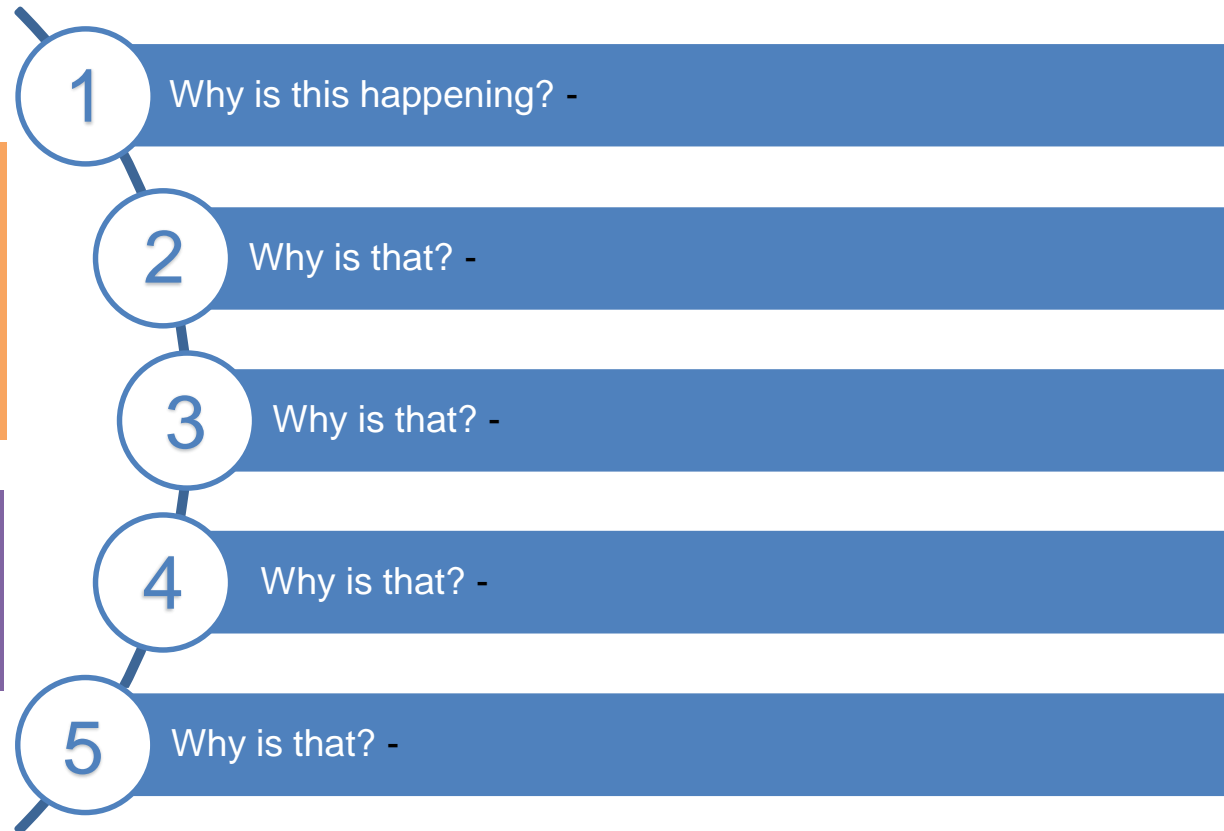 1 Why is this happening? -
2 Why is that? -
3 Why is that? -
4 Why is that? -
5 Why is that? -